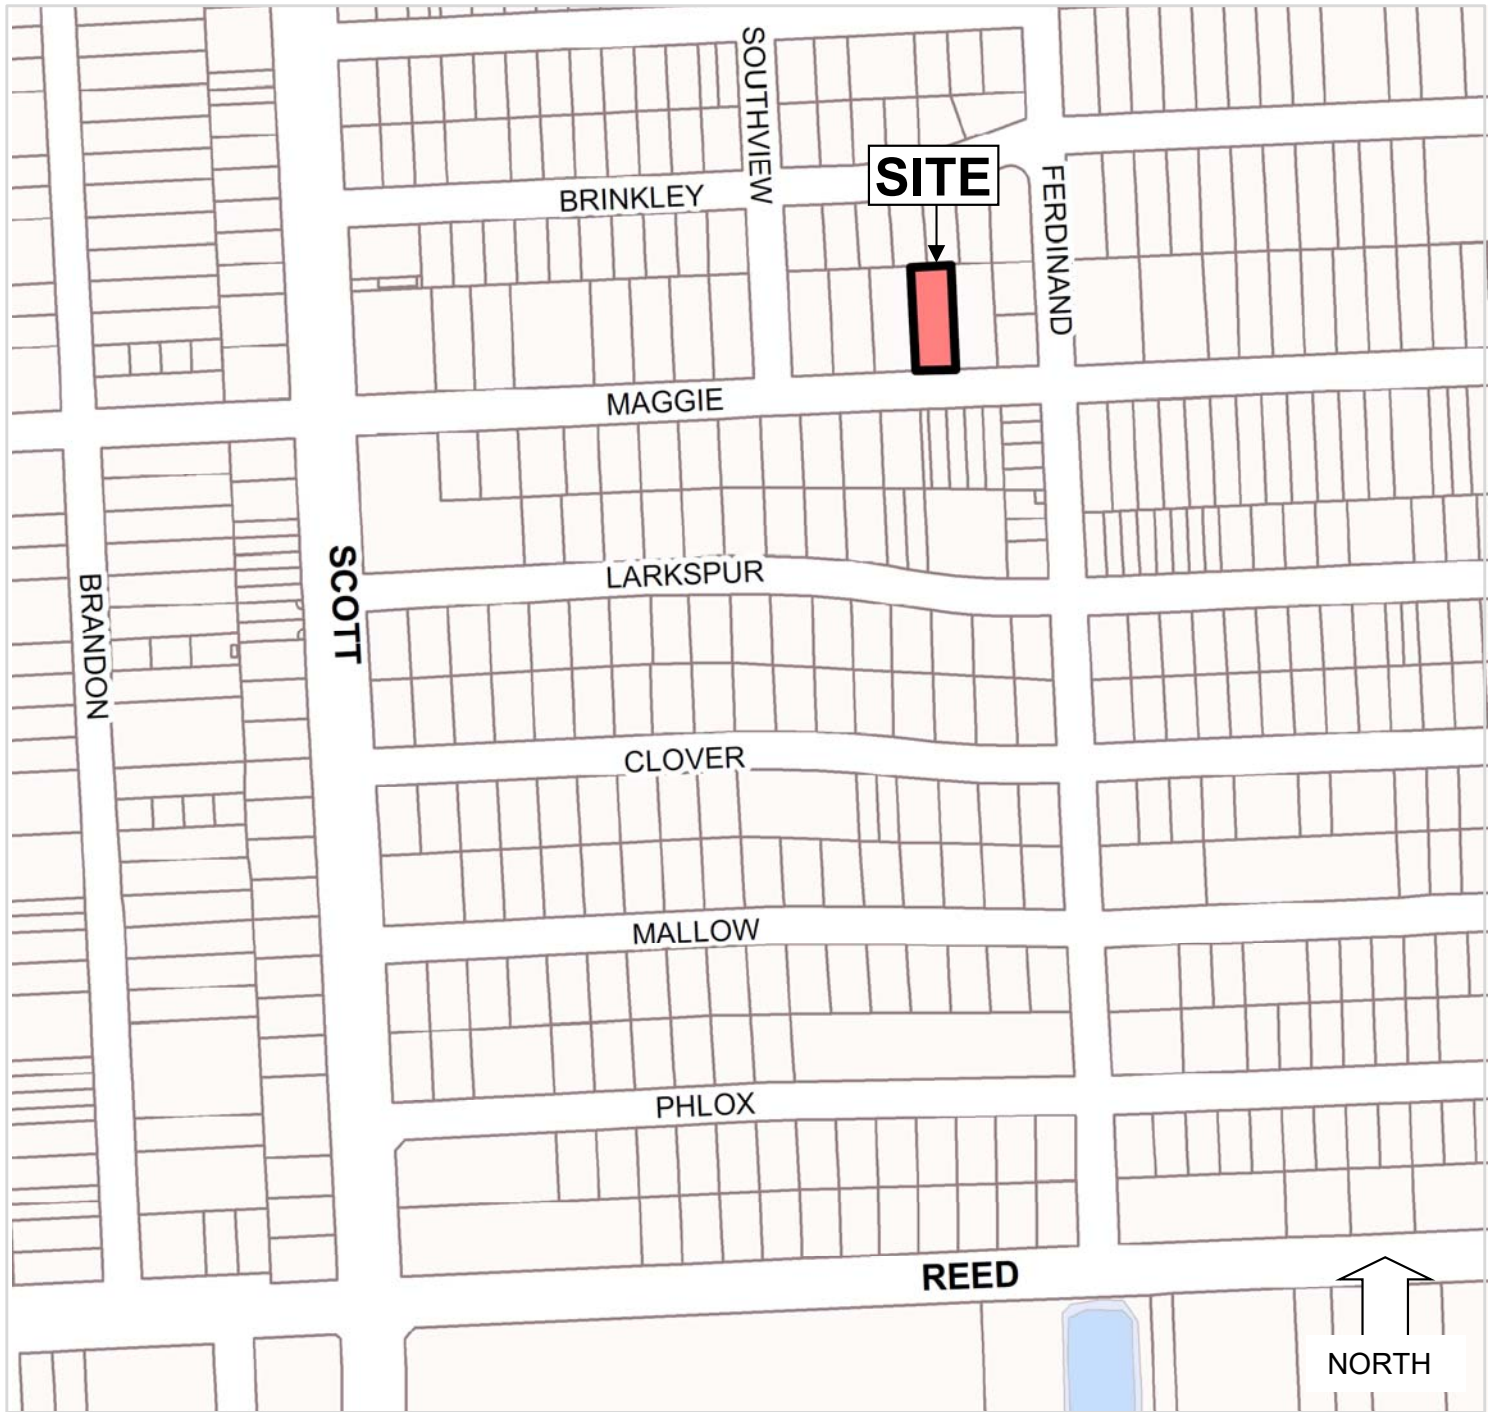 SOUTHVIEW
SITE
BRINKLEY
FERDINAND
MAGGIE
SCOTT
LARKSPUR
BRANDON
CLOVER
MALLOW
PHLOX
REED
NORTH